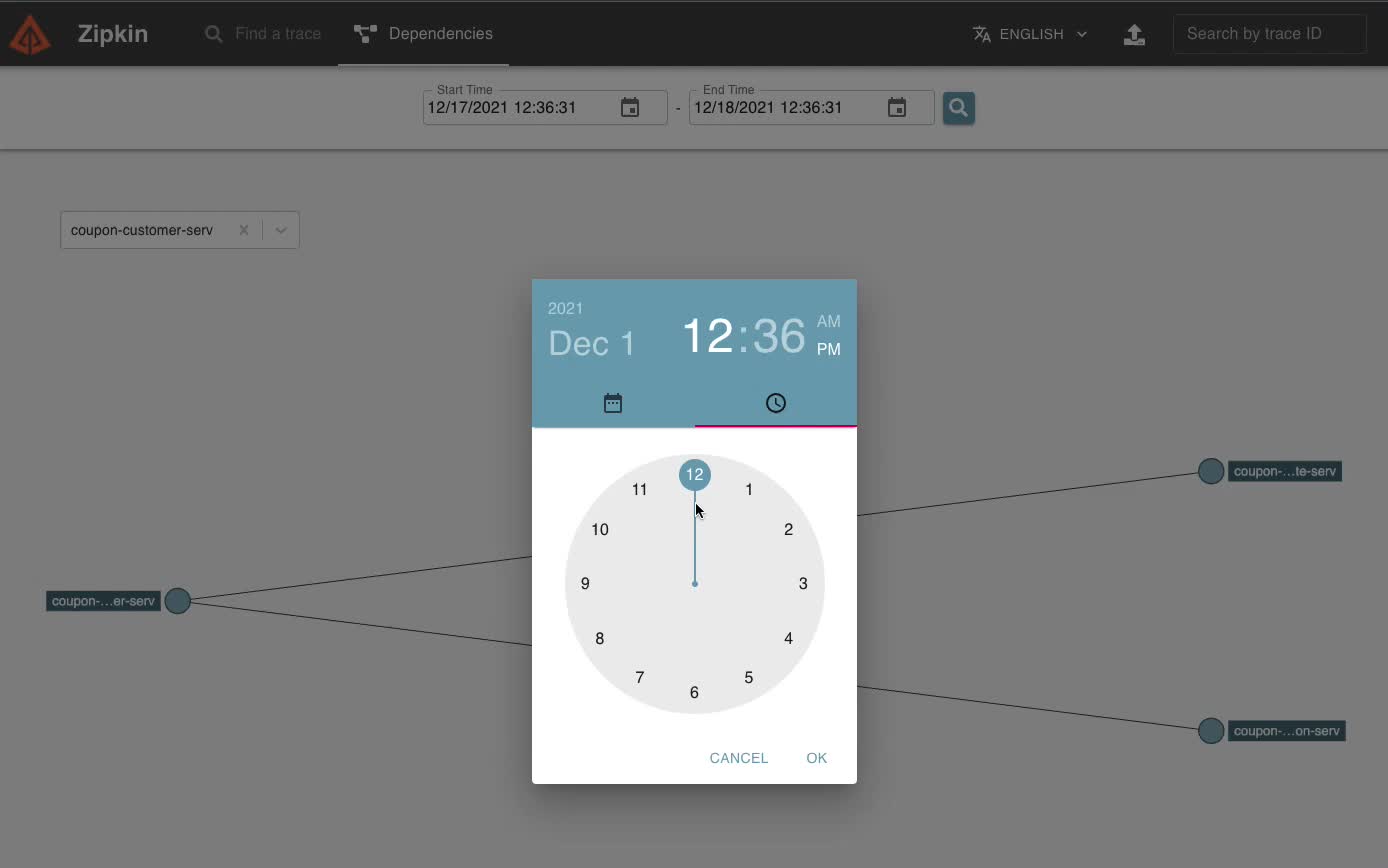 Zipkin
Find a trace
Dependencies
ENGLISH
Search by trace ID
Start Time
12/17/2021 12:36:31
-
End Time
12/18/2021 12:36:31
coupon-customer-serv
2021
Dec 1
12:36
AM
PM
12
11
1
10
2
9
3
8
4
7
5
6
CANCEL
OK
coupon-...te-serv
coupon-...er-serv
coupon-...on-serv